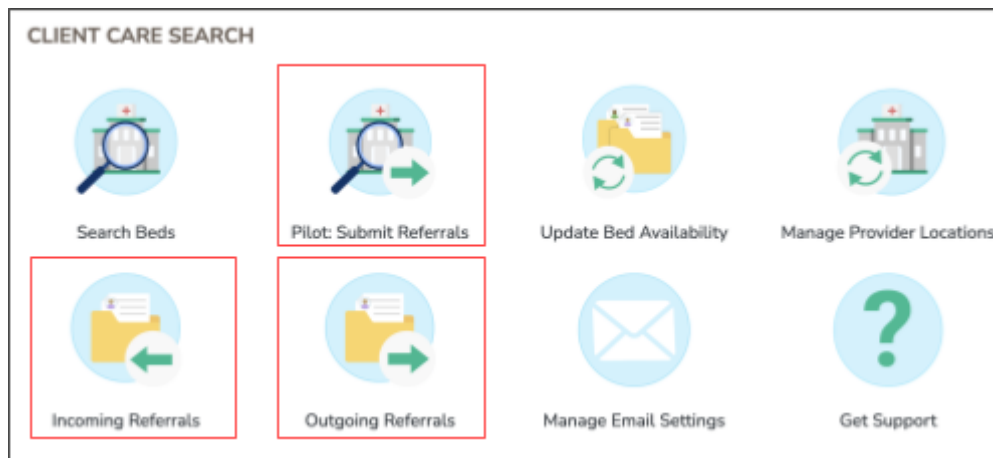 CLIENT CARE SEARCH
Search Beds
Pilot: Submit Referrals
Update Bed Availability
Manage Provider Locations
Incoming Referrals
Outgoing Referrals
Manage Email Settings
Get Support